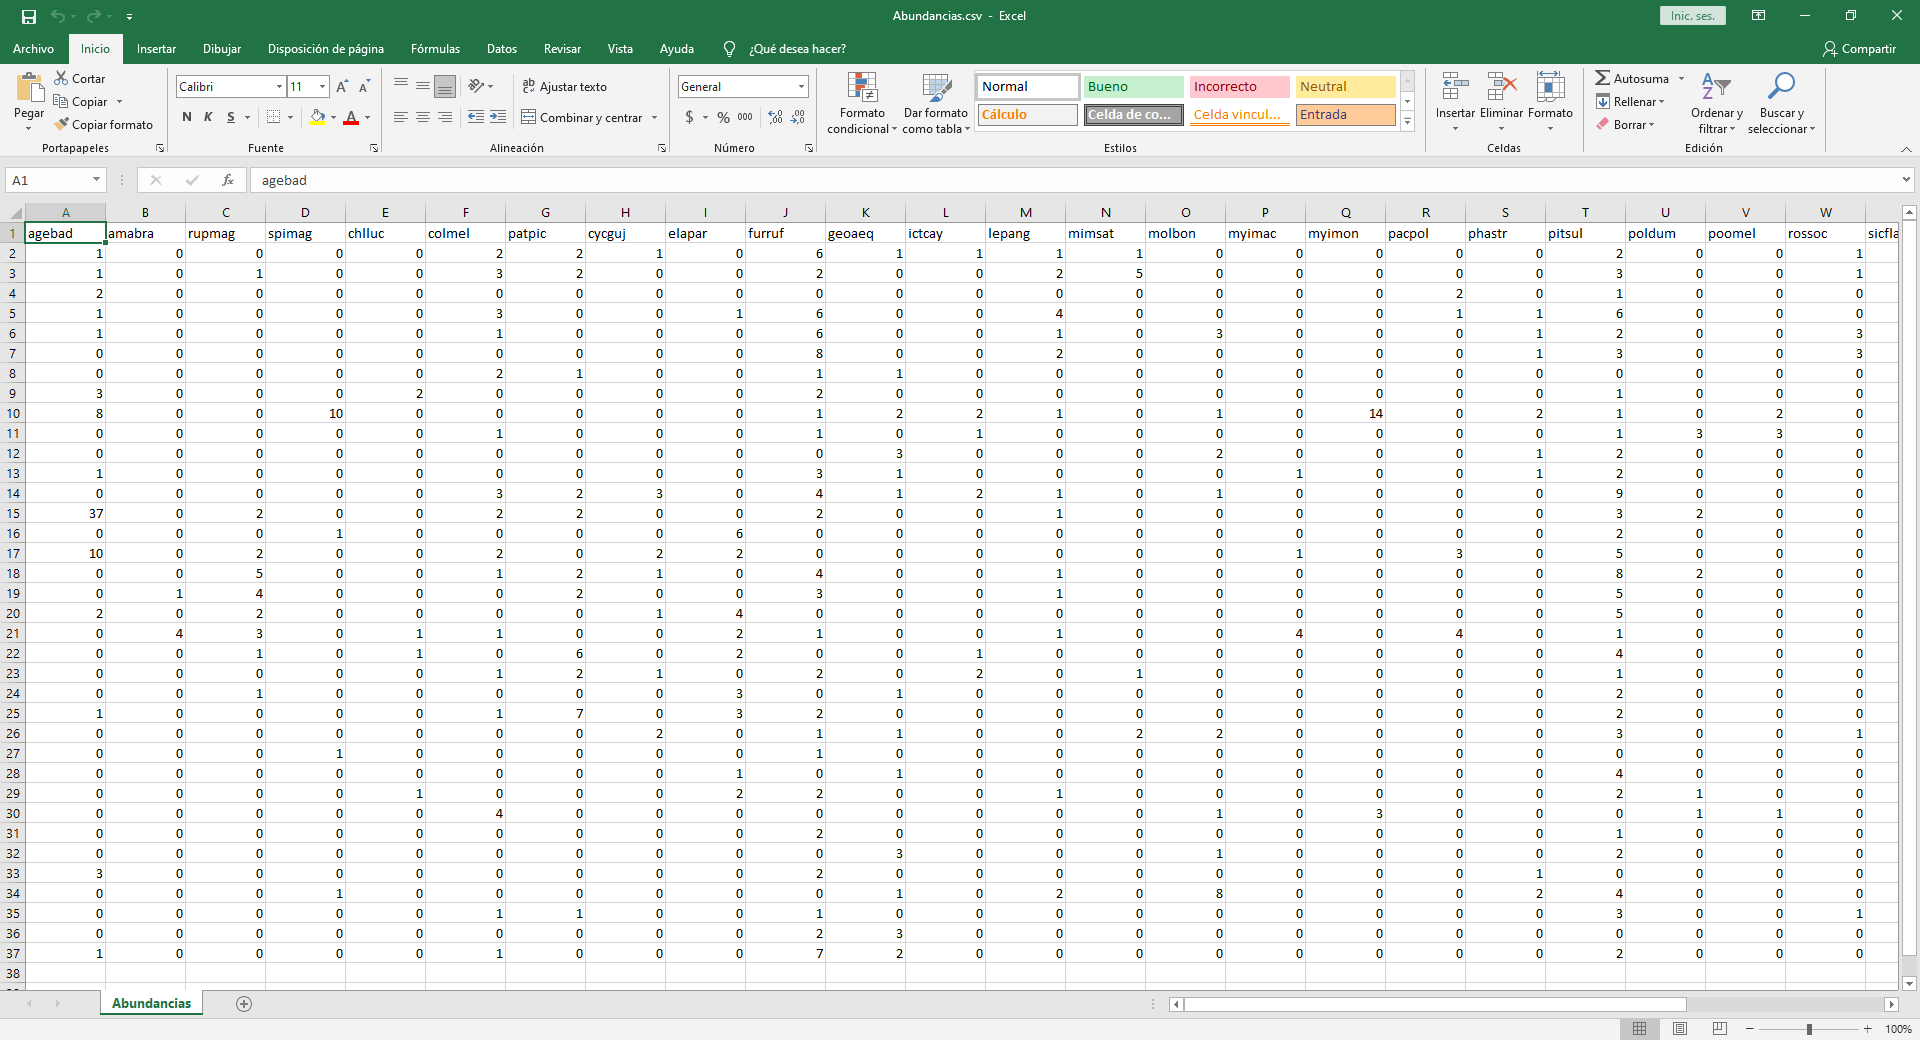 Abundancias.csv - Excel
Inic. ses.
Archivo Inicio Insertar Dibujar Disposición de página Fórmulas Datos Revisar Vista Ayuda ¿Qué desea hacer? Compartir
Pegar
Cortar
Copiar
Copiar formato
Portapapeles
Calibri 11
N K S
Fuente
Ajustar texto
Combinar y centrar
Alineación
General
$ % 000
Número
Formato condicional
Dar formato como tabla
Normal Bueno Incorrecto Neutral
Cálculo Celda de co... Celda vincul... Entrada
Estilos
Insertar Eliminar Formato
Celdas
Autosuma
Rellenar
Borrar
Ordenar y filtrar
Buscar y seleccionar
Edición
A1 fx agebad
A B C D E F G H I J K L M N O P Q R S T U V W
1 agebad amabra rupmag spimag chlluc colmel patpic cycguj elapar furruf geoaeq ictcay lepang mimsat molbon myimac myimon pacpol phastr pitsul poldum poomel rossoc sicfla
2 1 0 0 0 0 2 2 1 0 6 1 1 1 1 0 0 0 0 0 2 0 0 1
3 1 0 1 0 0 3 2 0 0 2 0 0 2 5 0 0 0 0 0 3 0 0 1
4 2 0 0 0 0 0 0 0 0 0 0 0 0 0 0 0 0 2 0 1 0 0 0
5 1 0 0 0 0 3 0 0 1 6 0 0 4 0 0 0 0 1 1 6 0 0 0
6 1 0 0 0 0 1 0 0 0 6 0 0 1 0 3 0 0 0 1 2 0 0 3
7 0 0 0 0 0 0 0 0 0 8 0 0 2 0 0 0 0 0 1 3 0 0 3
8 0 0 0 0 0 2 1 0 0 1 1 0 0 0 0 0 0 0 0 0 0 0 0
9 3 0 0 0 2 0 0 0 0 2 0 0 0 0 0 0 0 0 0 1 0 0 0
10 8 0 0 10 0 0 0 0 0 1 2 2 1 0 1 0 14 0 2 1 0 2 0
11 0 0 0 0 0 1 0 0 0 1 0 1 0 0 0 0 0 0 0 1 3 3 0
12 0 0 0 0 0 0 0 0 0 0 3 0 0 0 2 0 0 0 1 2 0 0 0
13 1 0 0 0 0 0 0 0 0 3 1 0 0 0 0 1 0 0 1 2 0 0 0
14 0 0 0 0 0 3 2 3 0 4 1 2 1 0 1 0 0 0 0 9 0 0 0
15 37 0 2 0 0 2 2 0 0 2 0 0 1 0 0 0 0 0 0 3 2 0 0
16 0 0 0 1 0 0 0 0 6 0 0 0 0 0 0 0 0 0 0 2 0 0 0
17 10 0 2 0 0 2 0 2 2 0 0 0 0 0 0 1 0 3 0 5 0 0 0
18 0 0 5 0 0 1 2 1 0 4 0 0 1 0 0 0 0 0 0 8 2 0 0
19 0 1 4 0 0 0 2 0 0 3 0 0 1 0 0 0 0 0 0 5 0 0 0
20 2 0 2 0 0 0 0 1 4 0 0 0 0 0 0 0 0 0 0 5 0 0 0
21 0 4 3 0 1 1 0 0 2 1 0 0 1 0 0 4 0 4 0 1 0 0 0
22 0 0 1 0 1 0 6 0 2 0 0 1 0 0 0 0 0 0 0 4 0 0 0
23 0 0 0 0 0 1 2 1 0 2 0 2 0 1 0 0 0 0 0 1 0 0 0
24 0 0 1 0 0 0 0 0 3 0 1 0 0 0 0 0 0 0 0 2 0 0 0
25 1 0 0 0 0 1 7 0 3 2 0 0 0 0 0 0 0 0 0 2 0 0 0
26 0 0 0 0 0 0 0 2 0 1 1 0 0 2 2 0 0 0 0 3 0 0 1
27 0 0 0 1 0 0 0 0 0 1 0 0 0 0 0 0 0 0 0 0 0 0 0
28 0 0 0 0 0 0 0 0 1 0 1 0 0 0 0 0 0 0 0 4 0 0 0
29 0 0 0 0 1 0 0 0 2 2 0 0 1 0 0 0 0 0 0 2 1 0 0
30 0 0 0 0 0 4 0 0 0 0 0 0 0 0 1 0 3 0 0 0 1 1 0
31 0 0 0 0 0 0 0 0 0 2 0 0 0 0 0 0 0 0 0 1 0 0 0
32 0 0 0 0 0 0 0 0 0 0 3 0 0 0 1 0 0 0 0 2 0 0 0
33 3 0 0 0 0 0 0 0 0 2 0 0 0 0 0 0 0 0 1 0 0 0 0
34 0 0 0 1 0 0 0 0 0 0 1 0 2 0 8 0 0 0 2 4 0 0 0
35 0 0 0 0 0 1 1 0 0 1 0 0 0 0 0 0 0 0 0 3 0 0 1
36 0 0 0 0 0 0 0 0 0 2 3 0 0 0 0 0 0 0 0 0 0 0 0
37 1 0 0 0 0 1 0 0 0 7 2 0 0 0 0 0 0 0 0 2 0 0 0
38
Abundancias
100%